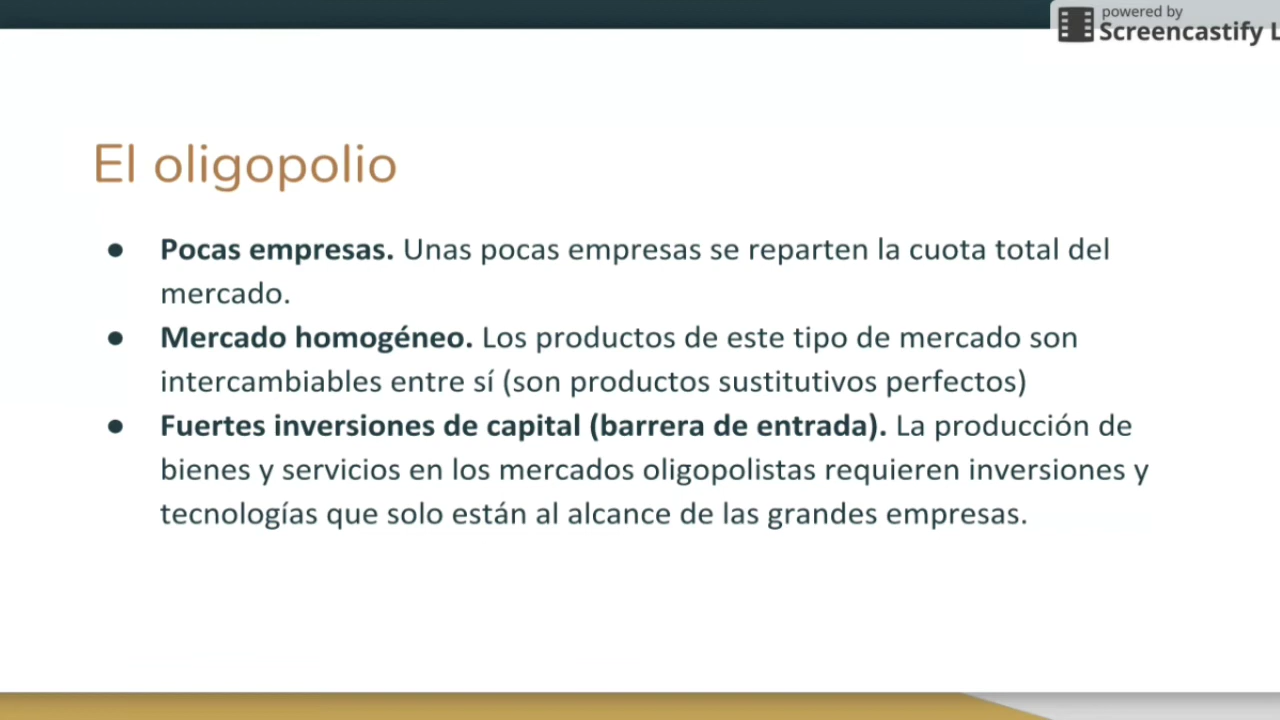 powered by
Screencastify L
El oligopolio
● Pocas empresas. Unas pocas empresas se reparten la cuota total del
mercado.
● Mercado homogéneo. Los productos de este tipo de mercado son
intercambiables entre sí (son productos sustitutivos perfectos)
● Fuertes inversiones de capital (barrera de entrada). La producción de
bienes y servicios en los mercados oligopolistas requieren inversiones y
tecnologías que solo están al alcance de las grandes empresas.